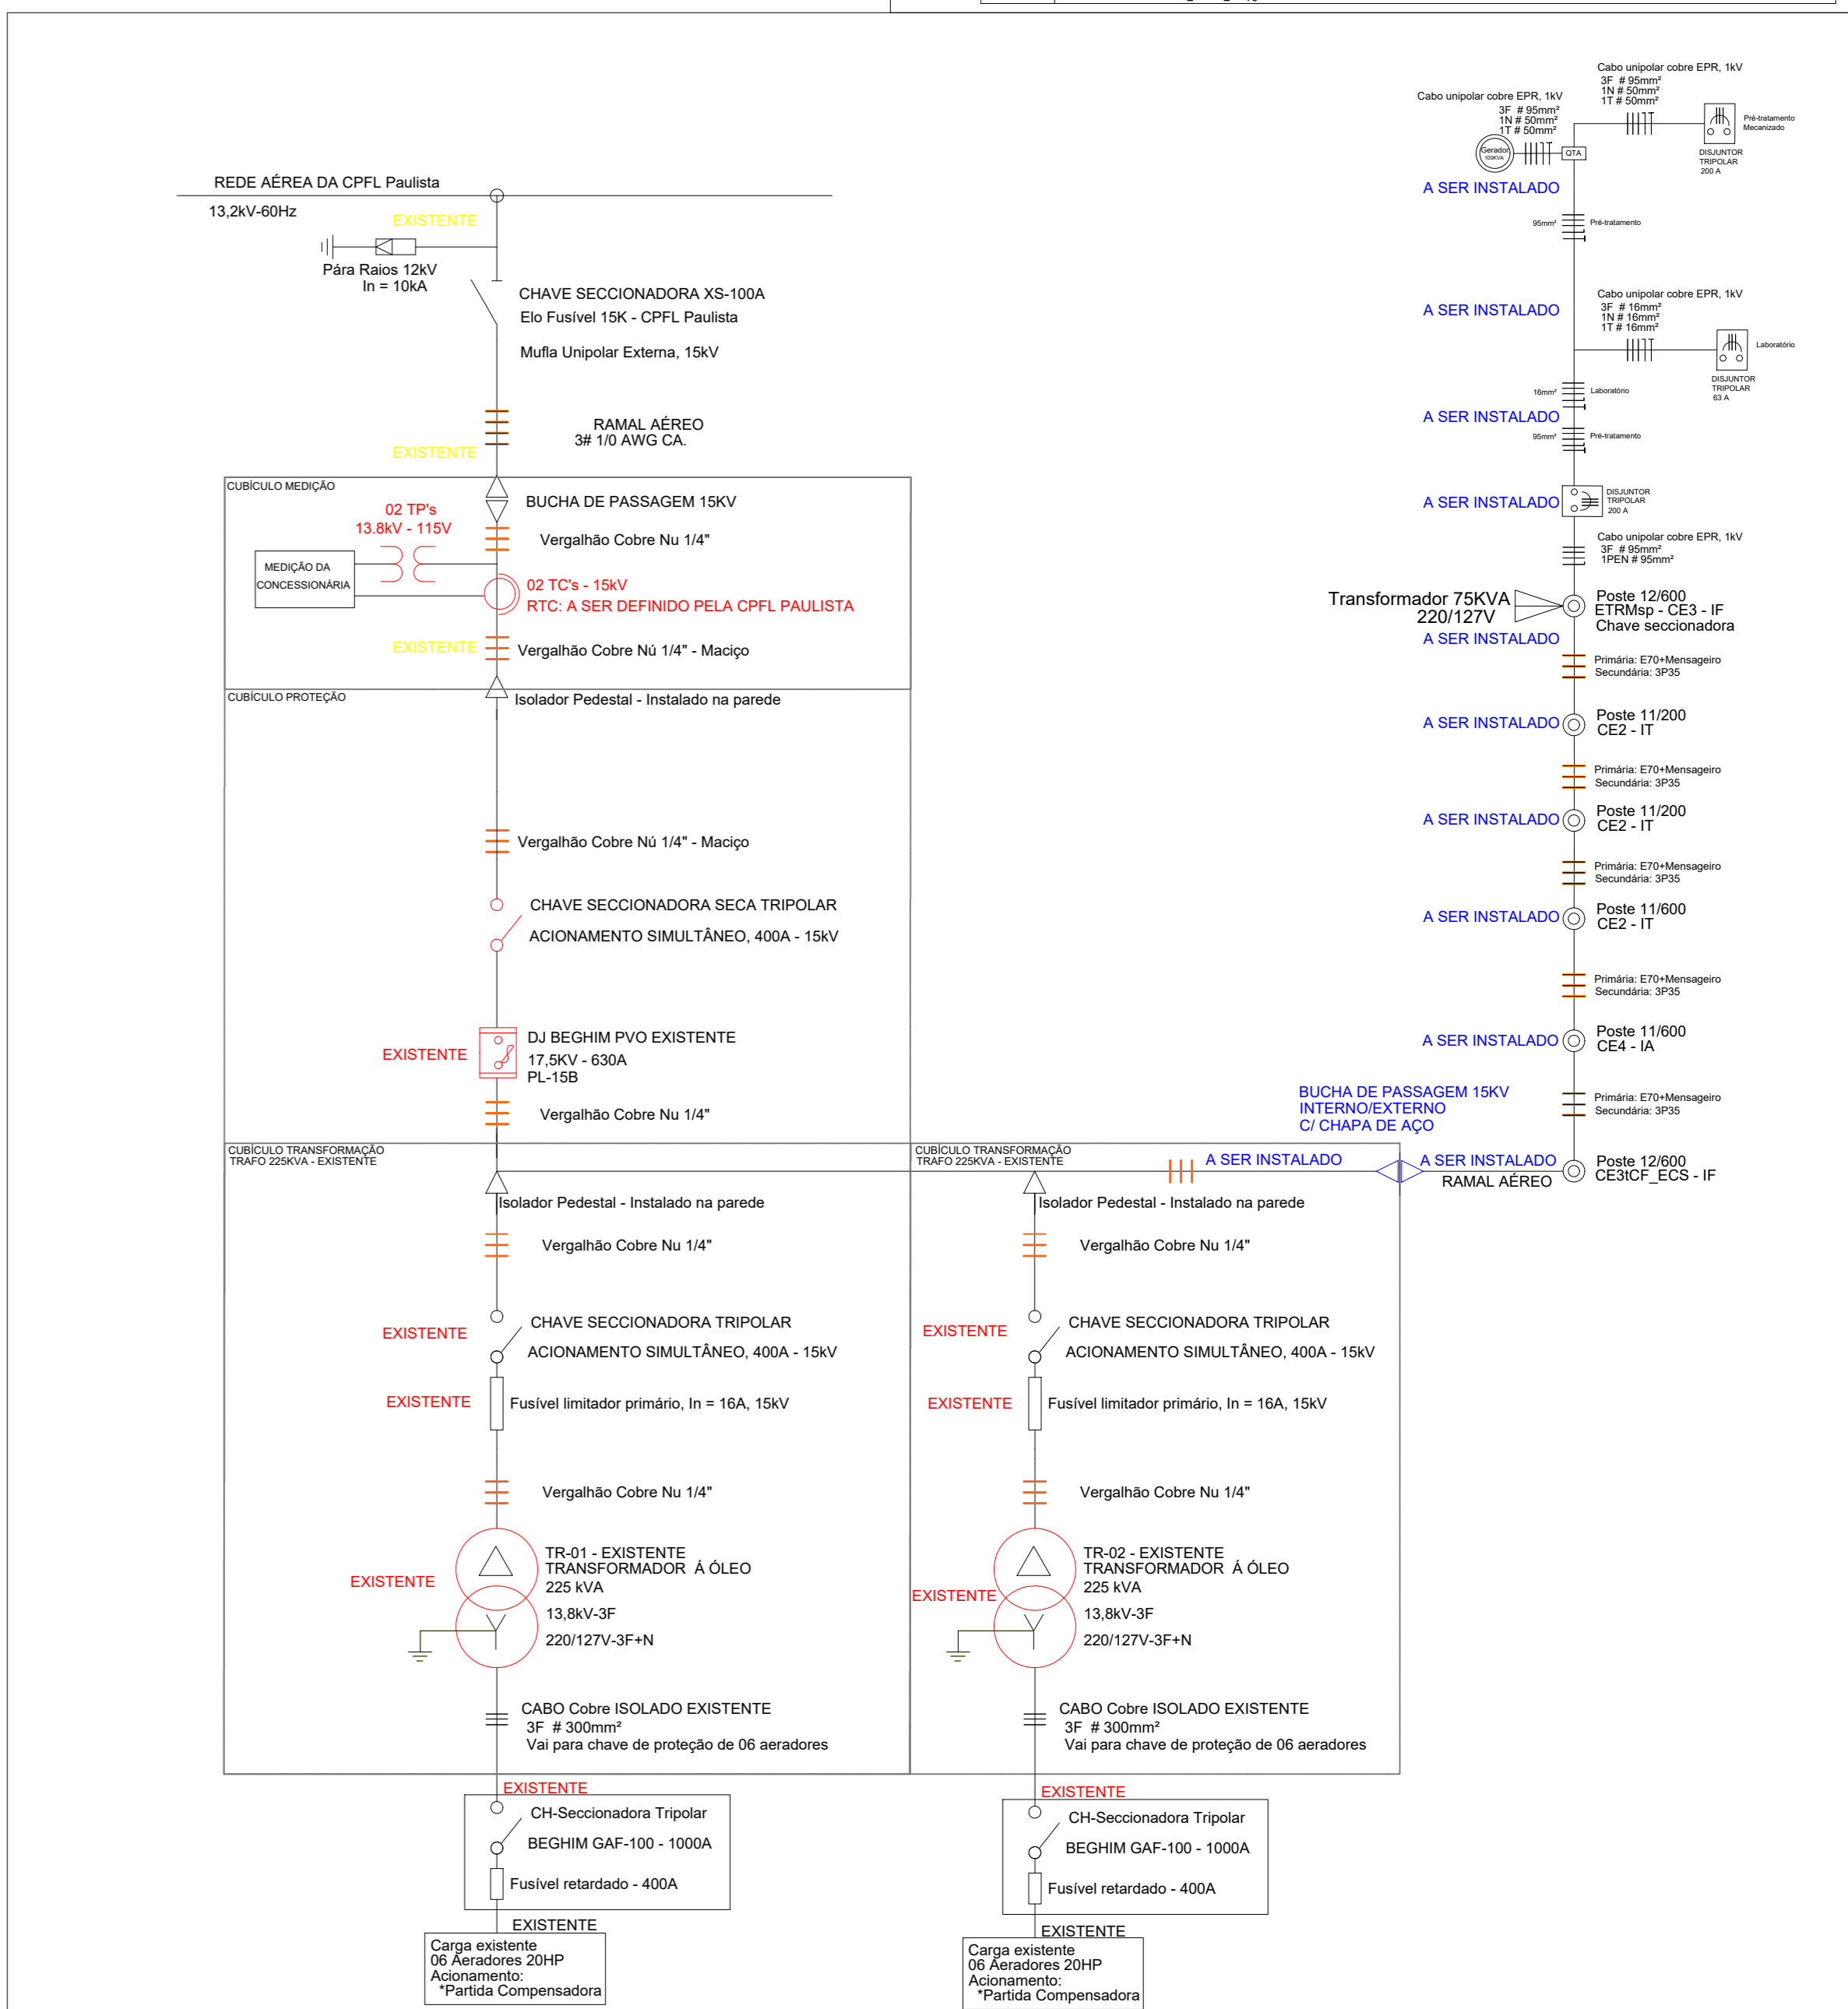 REDE AÉREA DA CPFL Paulista
13,2kV-60Hz
EXISTENTE
Pára Raios 12kV
In = 10kA
CHAVE SECCIONADORA XS-100A
Elo Fusível 15K - CPFL Paulista
Mufla Unipolar Externa, 15kV
RAMAL AÉREO
3# 1/0 AWG CA.
EXISTENTE
CUBÍCULO MEDIÇÃO
BUCHA DE PASSAGEM 15KV
02 TP's
13.8kV - 115V
Vergalhão Cobre Nu 1/4"
MEDIÇÃO DA
CONCESSIONÁRIA
02 TC's - 15kV
RTC: A SER DEFINIDO PELA CPFL PAULISTA
EXISTENTE
Vergalhão Cobre Nú 1/4" - Maciço
CUBÍCULO PROTEÇÃO
Isolador Pedestal - Instalado na parede
Vergalhão Cobre Nú 1/4" - Maciço
CHAVE SECCIONADORA SECA TRIPOLAR
ACIONAMENTO SIMULTÂNEO, 400A - 15kV
EXISTENTE
DJ BEGHIM PVO EXISTENTE
17,5KV - 630A
PL-15B
Vergalhão Cobre Nu 1/4"
CUBÍCULO TRANSFORMAÇÃO
TRAFO 225KVA - EXISTENTE
Isolador Pedestal - Instalado na parede
Vergalhão Cobre Nu 1/4"
EXISTENTE
CHAVE SECCIONADORA TRIPOLAR
ACIONAMENTO SIMULTÂNEO, 400A - 15kV
EXISTENTE
Fusível limitador primário, In = 16A, 15kV
Vergalhão Cobre Nu 1/4"
EXISTENTE
TR-01 - EXISTENTE
TRANSFORMADOR Á ÓLEO
225 kVA
13,8kV-3F
220/127V-3F+N
CABO Cobre ISOLADO EXISTENTE
3F # 300mm²
Vai para chave de proteção de 06 aeradores
EXISTENTE
CH-Seccionadora Tripolar
BEGHIM GAF-100 - 1000A
Fusível retardado - 400A
EXISTENTE
Carga existente
06 Aeradores 20HP
Acionamento:
*Partida Compensadora
CUBÍCULO TRANSFORMAÇÃO
TRAFO 225KVA - EXISTENTE
A SER INSTALADO
Isolador Pedestal - Instalado na parede
Vergalhão Cobre Nu 1/4"
EXISTENTE
CHAVE SECCIONADORA TRIPOLAR
ACIONAMENTO SIMULTÂNEO, 400A - 15kV
EXISTENTE
Fusível limitador primário, In = 16A, 15kV
Vergalhão Cobre Nu 1/4"
EXISTENTE
TR-02 - EXISTENTE
TRANSFORMADOR Á ÓLEO
225 kVA
13,8kV-3F
220/127V-3F+N
CABO Cobre ISOLADO EXISTENTE
3F # 300mm²
Vai para chave de proteção de 06 aeradores
EXISTENTE
CH-Seccionadora Tripolar
BEGHIM GAF-100 - 1000A
Fusível retardado - 400A
EXISTENTE
Carga existente
06 Aeradores 20HP
Acionamento:
*Partida Compensadora
Cabo unipolar cobre EPR, 1kV
3F # 95mm²
1N # 50mm²
1T # 50mm²
Pré-tratamento
Mecanizado
DISJUNTOR
TRIPOLAR
200 A
Cabo unipolar cobre EPR, 1kV
3F # 95mm²
1N # 50mm²
1T # 50mm²
Gerador
100KVA
QTA
A SER INSTALADO
95mm²
Pré-tratamento
A SER INSTALADO
Cabo unipolar cobre EPR, 1kV
3F # 16mm²
1N # 16mm²
1T # 16mm²
Laboratório
DISJUNTOR
TRIPOLAR
63 A
16mm²
Laboratório
A SER INSTALADO
95mm²
Pré-tratamento
A SER INSTALADO
DISJUNTOR
TRIPOLAR
200 A
Cabo unipolar cobre EPR, 1kV
3F # 95mm²
1PEN # 95mm²
Transformador 75KVA
220/127V
Poste 12/600
ETRMsp - CE3 - IF
Chave seccionadora
A SER INSTALADO
Primária: E70+Mensageiro
Secundária: 3P35
A SER INSTALADO
Poste 11/200
CE2 - IT
Primária: E70+Mensageiro
Secundária: 3P35
A SER INSTALADO
Poste 11/200
CE2 - IT
Primária: E70+Mensageiro
Secundária: 3P35
A SER INSTALADO
Poste 11/600
CE2 - IT
Primária: E70+Mensageiro
Secundária: 3P35
A SER INSTALADO
Poste 11/600
CE4 - IA
BUCHA DE PASSAGEM 15KV
INTERNO/EXTERNO
C/ CHAPA DE AÇO
Primária: E70+Mensageiro
Secundária: 3P35
A SER INSTALADO
RAMAL AÉREO
Poste 12/600
CE3tCF_ECS - IF